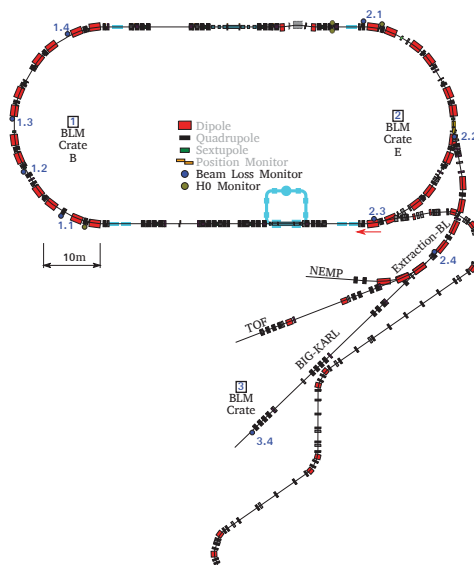 1.4
2.1
1.3
1
BLM
Crate
B
Dipole
Quadrupole
Sextupole
Position Monitor
Beam Loss Monitor
H0 Monitor
2
BLM
Crate
E
2.2
1.2
1.1
2.3
10m
Extraction-BL
2.4
NEMP
TOF
BIG-KARL
3
BLM
Crate
3.4